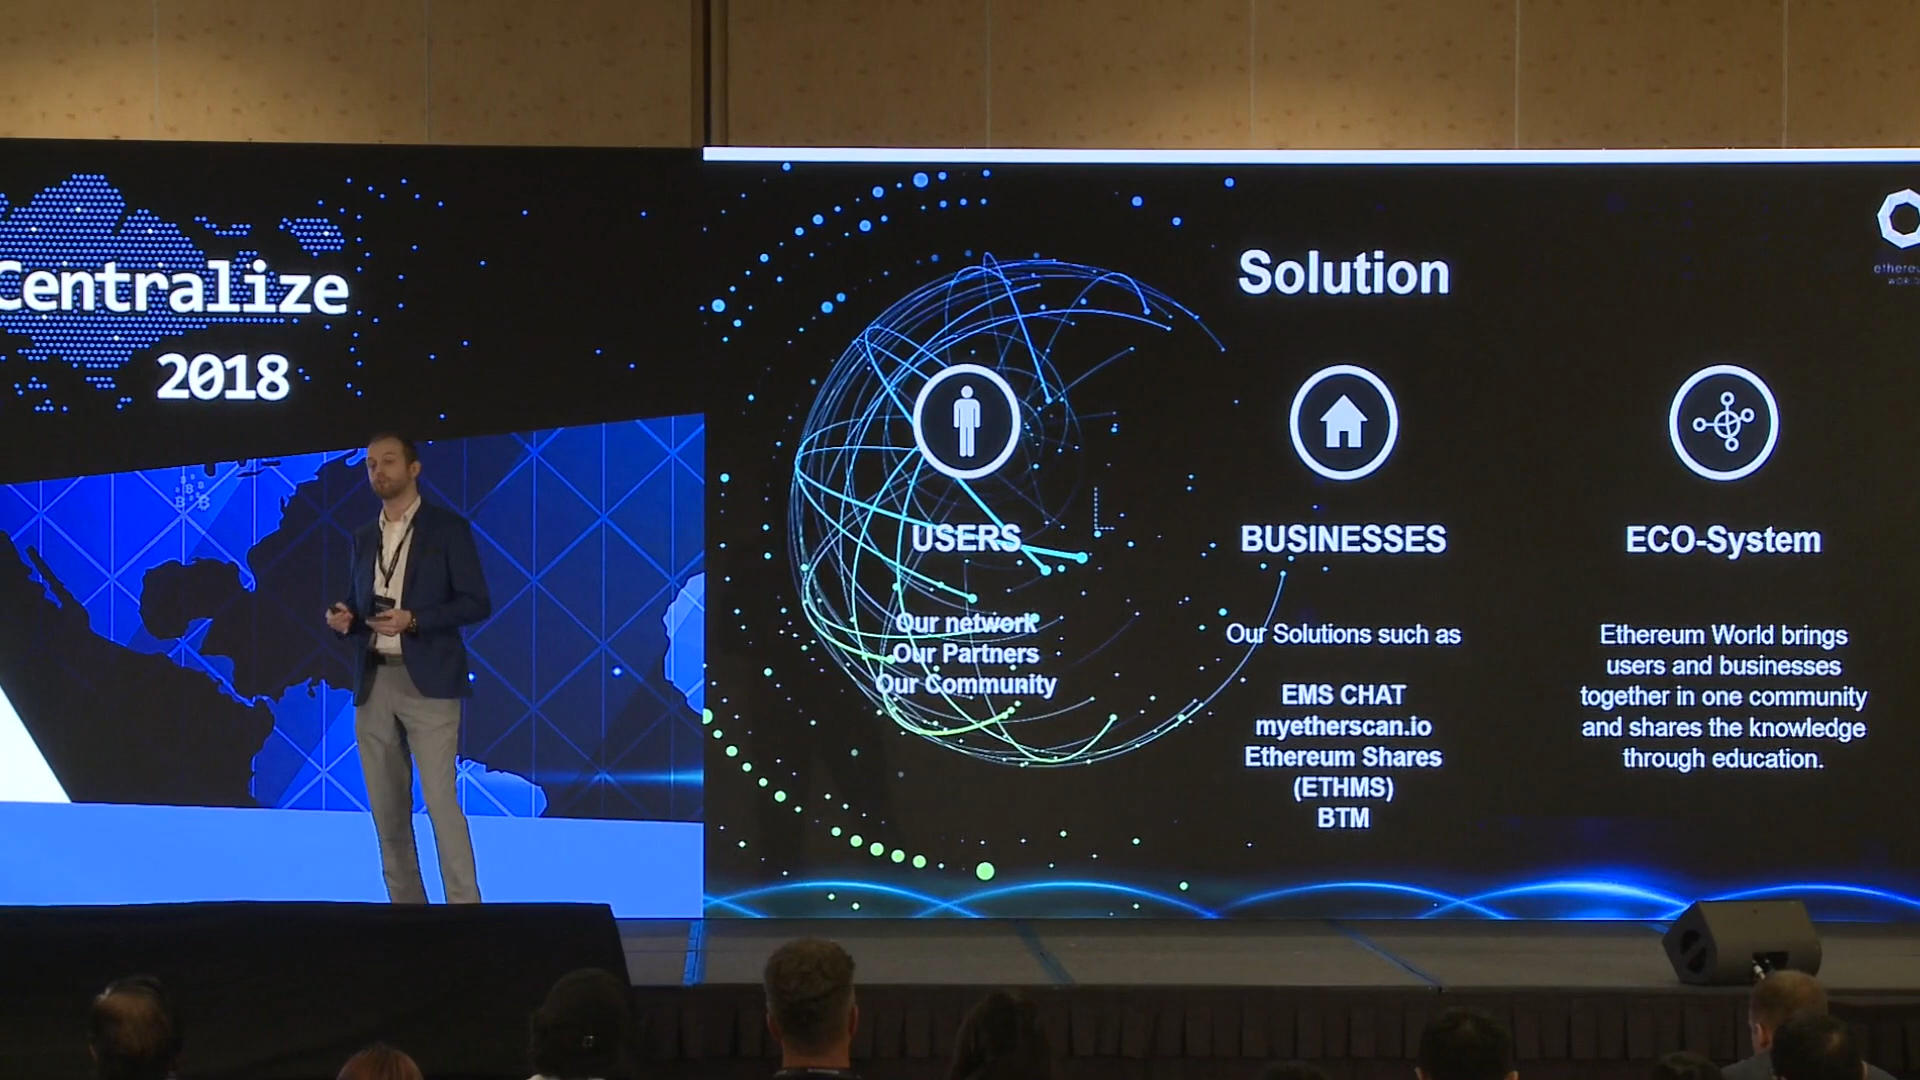 Centralize
2018
Solution
USERS
Our network
Our Partners
Our Community
BUSINESSES
Our Solutions such as
EMS CHAT
myetherscan.io
Ethereum Shares
(ETHMS)
BTM
ECO-System
Ethereum World brings
users and businesses
together in one community
and shares the knowledge
through education.